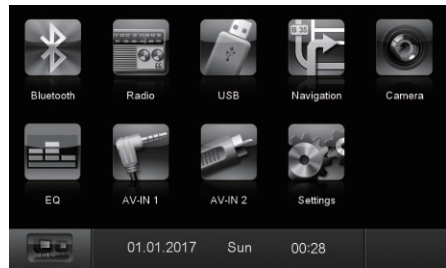 B 35
Bluetooth Radio USB Navigation Camera
EQ AV-IN 1 AV-IN 2 Settings
01.01.2017 Sun 00:28